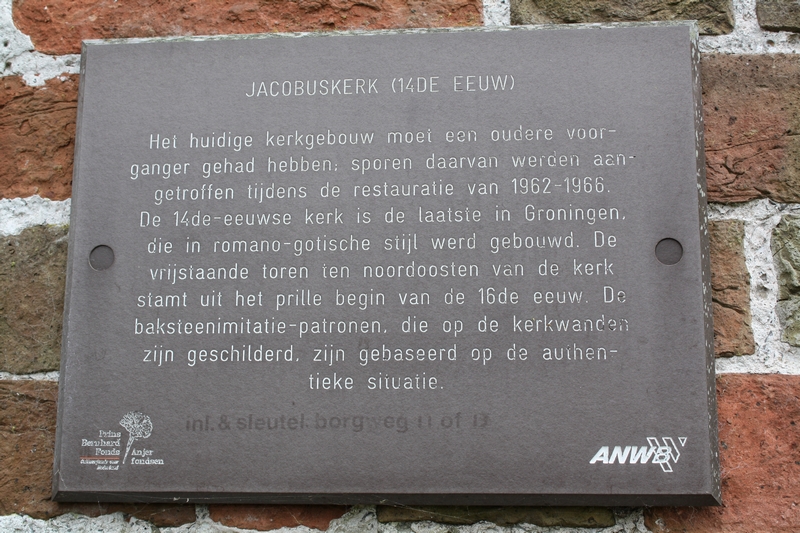 JACOBUSKERK (14DE EEUW)
Het huidige kerkgebouw moet een oudere voor-
ganger gehad hebben; sporen daarvan werden aan-
getroffen tijdens de restauratie van 1962-1966.
De 14de-eeuwse kerk is de laatste in Groningen,
die in romano-gotische stijl werd gebouwd. De
vrijstaande toren ten noordoosten van de kerk
stamt uit het prille begin van de 16de eeuw. De
baksteenimitatie-patronen, die op de kerkwanden
zijn geschilderd, zijn gebaseerd op de authen-
tieke situatie.
inl. & sleutel: borgweg 11 of
Prins
Bernhard
Fonds Anjer
fondsen
ANWB